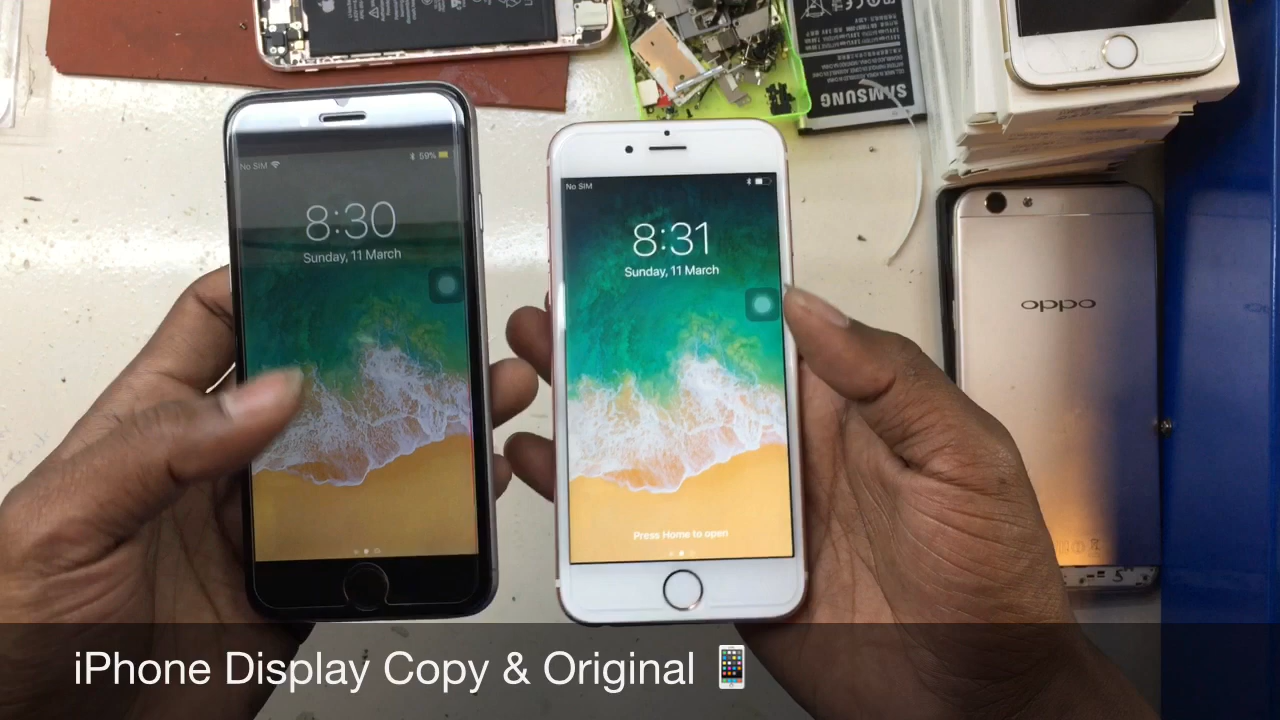 SAMSUNG
No SIM
59%
8:30
Sunday, 11 March
No SIM
8:31
Sunday, 11 March
Press Home to open
oppo
5
iPhone Display Copy & Original 📱